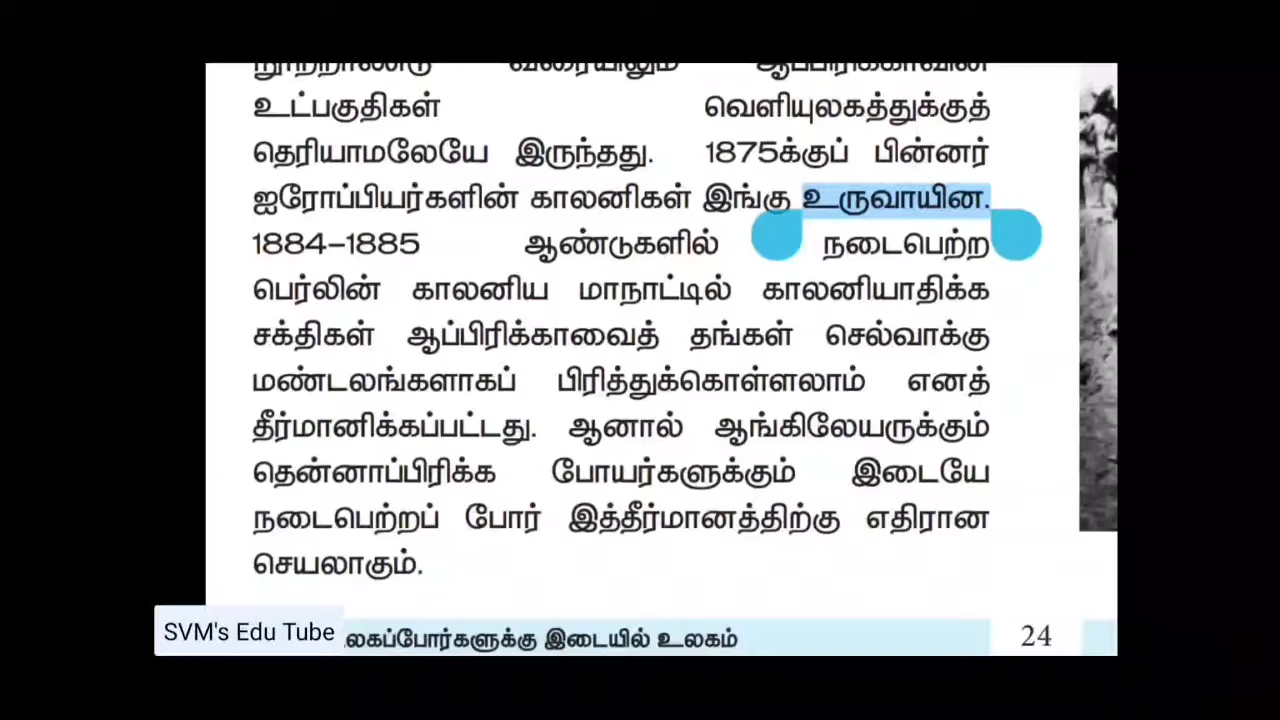 நூற்றாண்டு வரையிலும் ஆப்பிரிக்காவின்
உட்பகுதிகள் வெளியுலகத்துக்குத்
தெரியாமலேயே இருந்தது. 1875க்குப் பின்னர்
ஐரோப்பியர்களின் காலனிகள் இங்கு உருவாயின.
1884–1885 ஆண்டுகளில் நடைபெற்ற
பெர்லின் காலனிய மாநாட்டில் காலனியாதிக்க
சக்திகள் ஆப்பிரிக்காவைத் தங்கள் செல்வாக்கு
மண்டலங்களாகப் பிரித்துக்கொள்ளலாம் எனத்
தீர்மானிக்கப்பட்டது. ஆனால் ஆங்கிலேயருக்கும்
தென்னாப்பிரிக்க போயர்களுக்கும் இடையே
நடைபெற்றப் போர் இத்தீர்மானத்திற்கு எதிரான
செயலாகும்.
SVM's Edu Tube
லகப்போர்களுக்கு இடையில் உலகம் 24